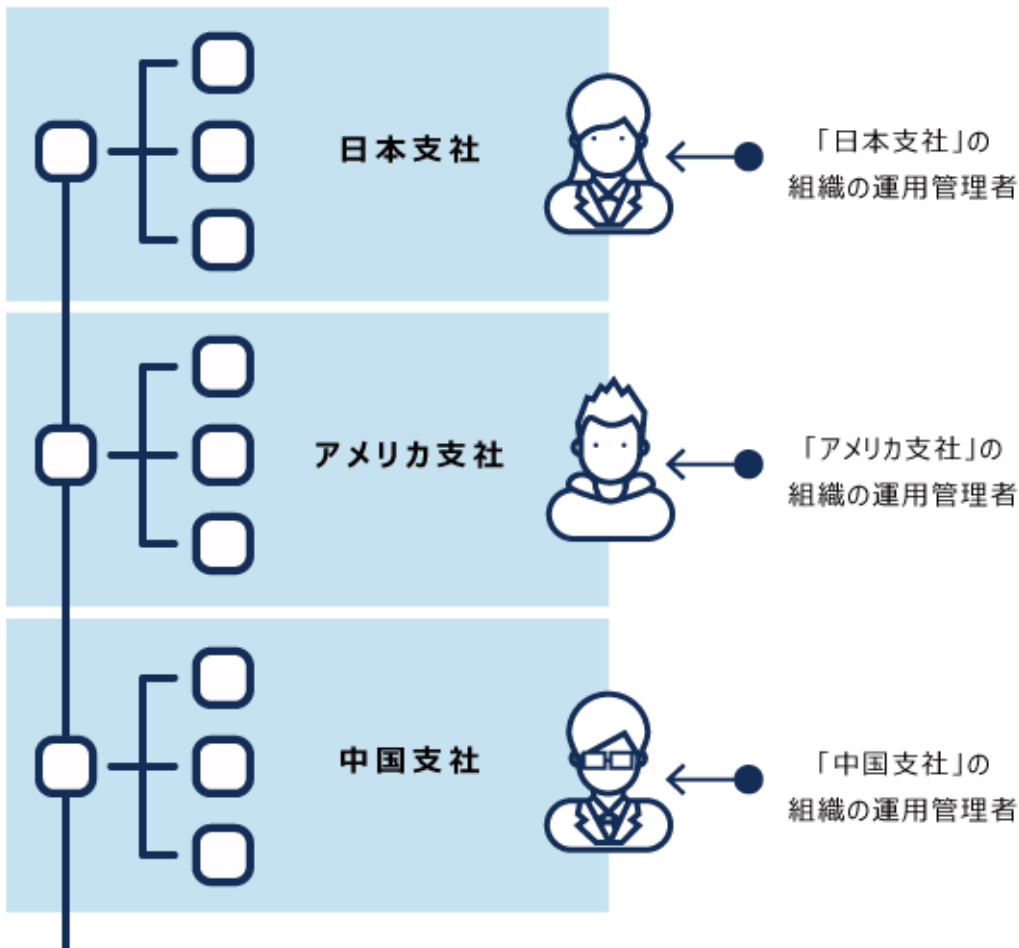 日本支社
「日本支社」の
組織の運用管理者
アメリカ支社
「アメリカ支社」の
組織の運用管理者
中国支社
「中国支社」の
組織の運用管理者